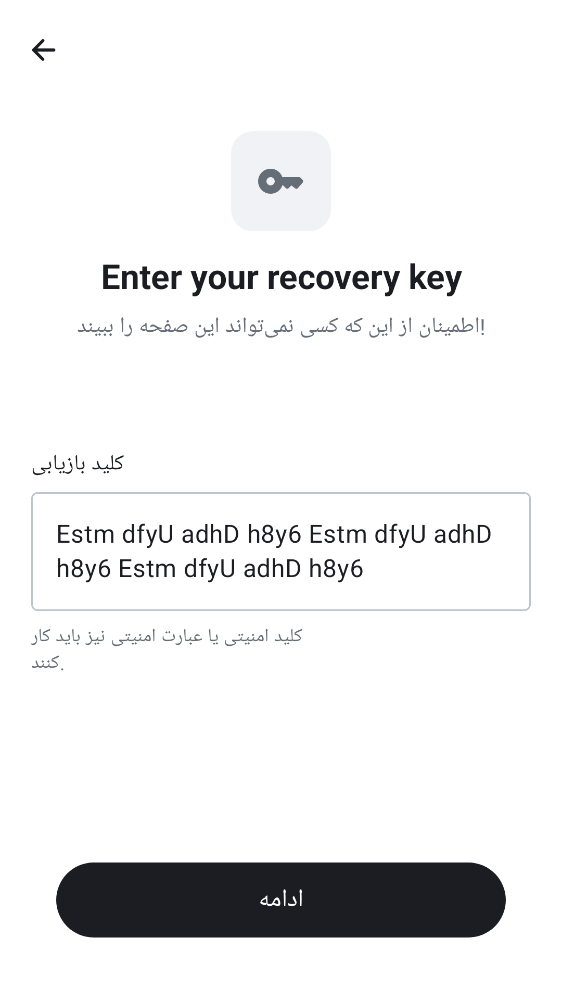 Enter your recovery key
اطمینان از این که کسی نمی‌تواند این صفحه را ببیند!
کلید بازیابی
Estm dfyU adhD h8y6 Estm dfyU adhD
h8y6 Estm dfyU adhD h8y6
کلید امنیتی یا عبارت امنیتی نیز باید کار
کنند.
ادامه